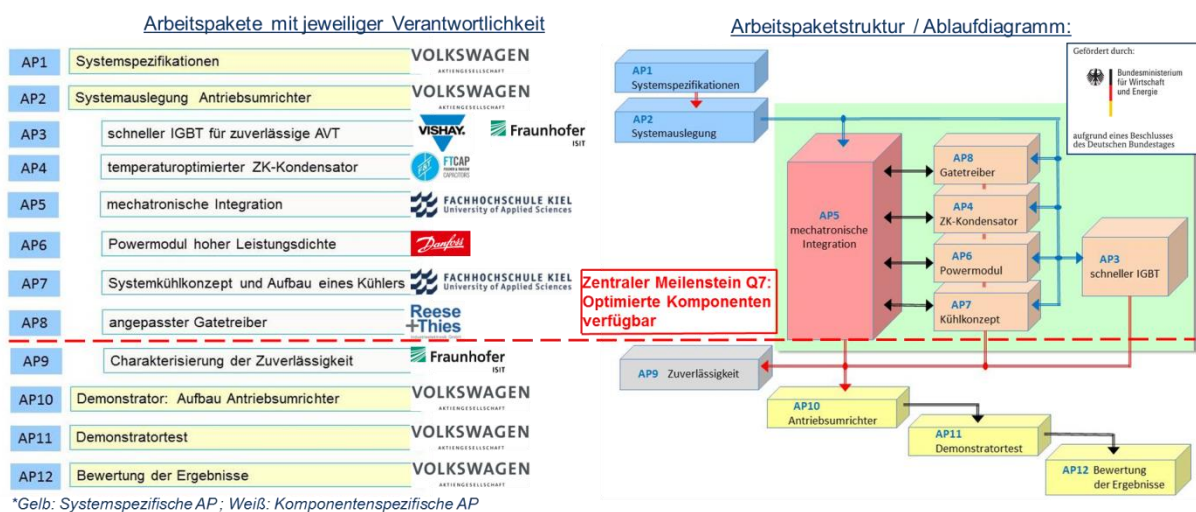 Arbeitspakete mit jeweiliger Verantwortlichkeit
AP1 Systemspezifikationen VOLKSWAGEN
AKTIENGESELLSCHAFT
AP2 Systemauslegung Antriebsumrichter VOLKSWAGEN
AKTIENGESELLSCHAFT
AP3 schneller IGBT für zuverlässige AVT VISHAY. Fraunhofer
ISIT
AP4 temperaturoptimierter ZK-Kondensator FTCAP
AP5 mechatronische Integration FACHHOCHSCHULE KIEL
University of Applied Sciences
AP6 Powermodul hoher Leistungsdichte Danfoss
AP7 Systemkühlkonzept und Aufbau eines Kühlers FACHHOCHSCHULE KIEL
University of Applied Sciences
AP8 angepasster Gatetreiber Reese
+Thies
AP9 Charakterisierung der Zuverlässigkeit Fraunhofer
ISIT
AP10 Demonstrator: Aufbau Antriebsumrichter VOLKSWAGEN
AKTIENGESELLSCHAFT
AP11 Demonstratortest VOLKSWAGEN
AKTIENGESELLSCHAFT
AP12 Bewertung der Ergebnisse VOLKSWAGEN
AKTIENGESELLSCHAFT
*Gelb: Systemspezifische AP ; Weiß: Komponentenspezifische AP
Arbeitspaketstruktur / Ablaufdiagramm:
AP1
Systemspezifikationen
AP2
Systemauslegung
Gefördert durch:
Bundesministerium
für Wirtschaft
und Energie
aufgrund eines Beschlusses
des Deutschen Bundestages
AP5
mechatronische
Integration
AP8
Gatetreiber
AP4
ZK-Kondensator
AP6
Powermodul
AP7
Kühlkonzept
AP3
schneller IGBT
Zentraler Meilenstein Q7:
Optimierte Komponenten
verfügbar
AP9 Zuverlässigkeit
AP10
Antriebsumrichter
AP11
Demonstratortest
AP12 Bewertung
der Ergebnisse